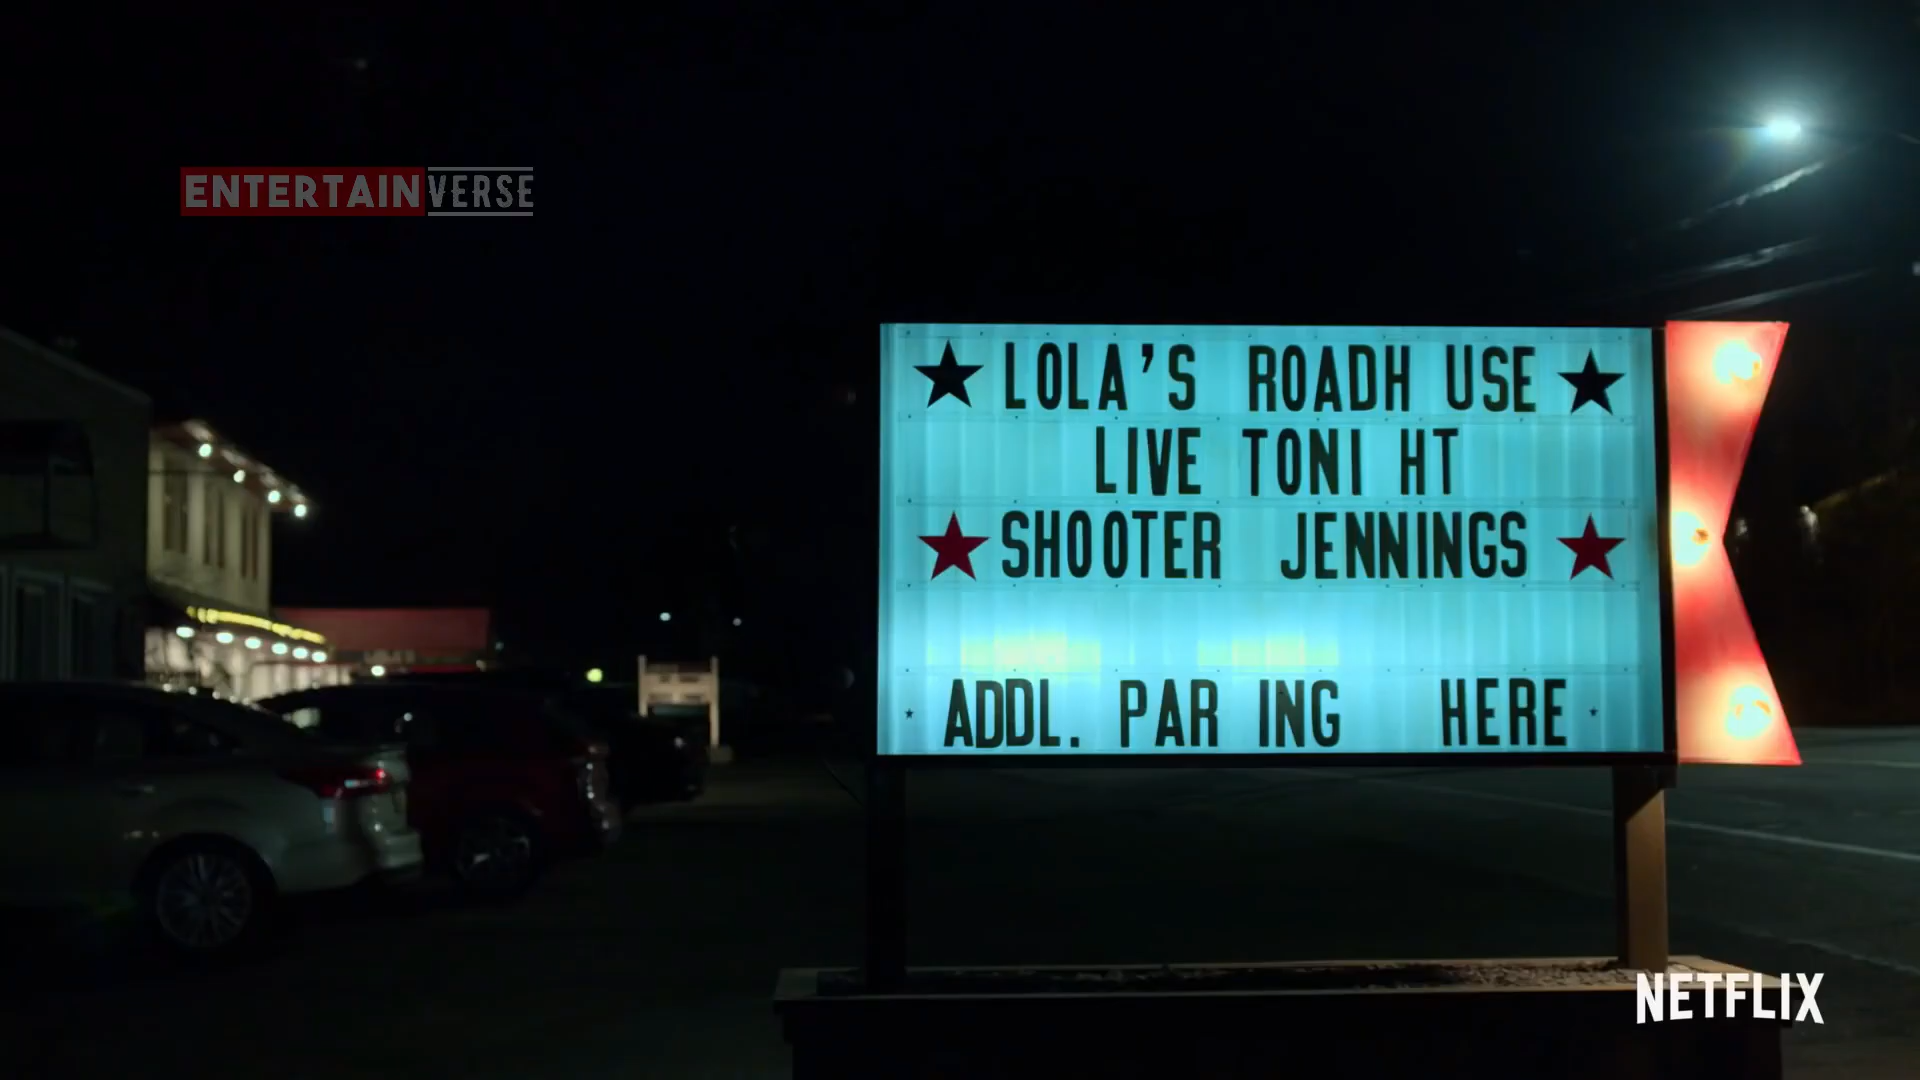 ENTERTAINVERSE
LOLA'S ROADH USE
LIVE TONI HT
SHOOTER JENNINGS
ADDL. PAR ING HERE
NETFLIX